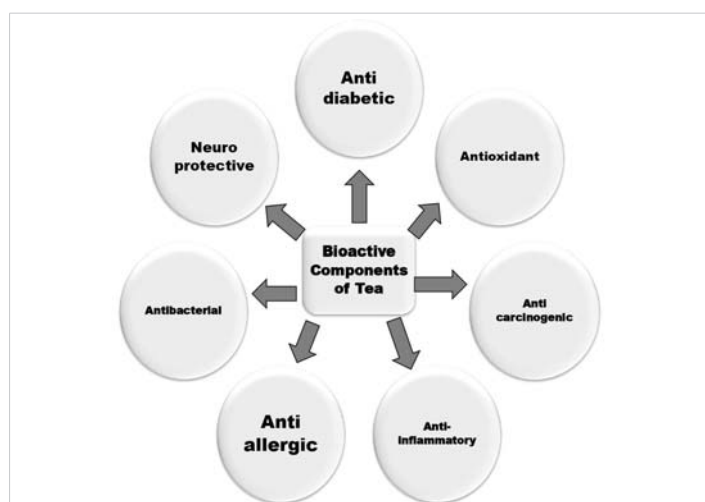 Anti
diabetic
Neuro
protective
Antioxidant
Bioactive
Components
of Tea
Antibacterial
Anti
carcinogenic
Anti
allergic
Anti-
inflammatory